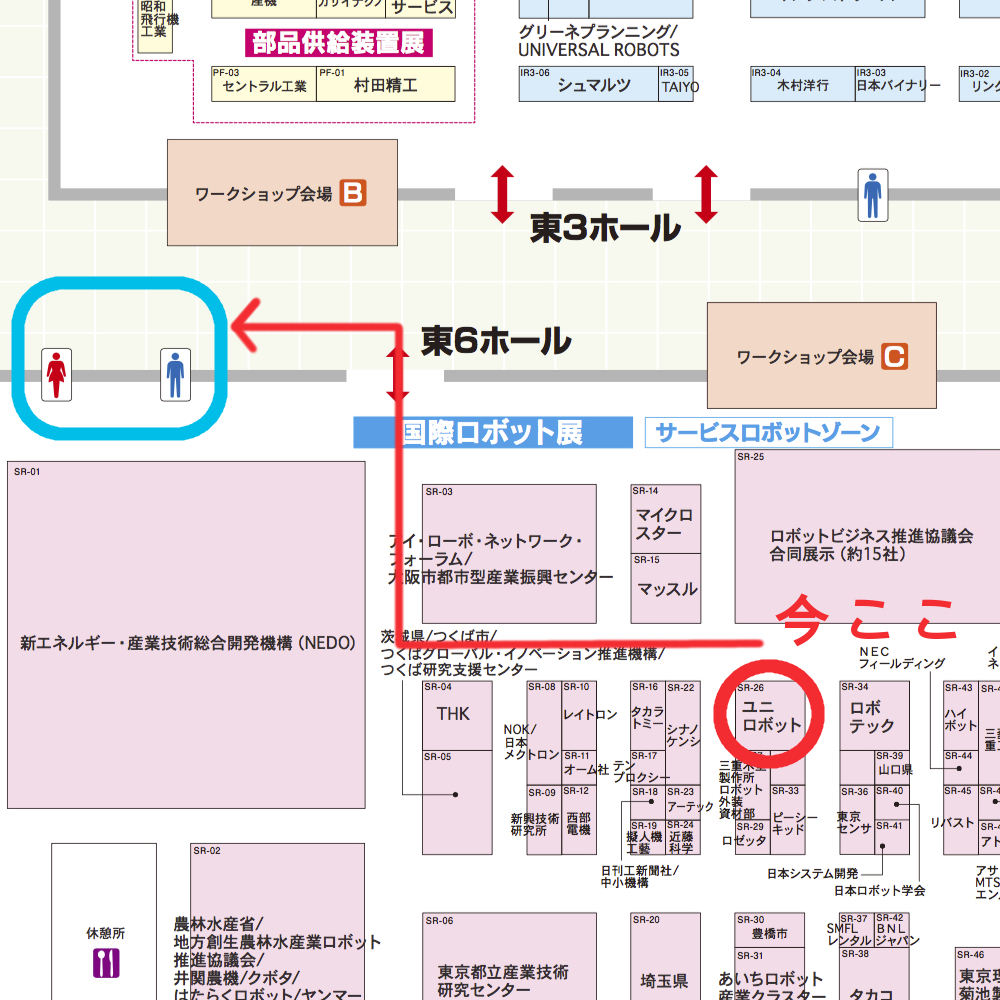 昭和
飛行機
工業
産機
カサイテクノ
サービス
部品供給装置展
グリーネプランニング/
UNIVERSAL ROBOTS
PF-03
セントラル工業
PF-01
村田精工
IR3-06
シュマルツ
IR3-05
TAIYO
IR3-04
木村洋行
IR3-03
日本バイナリー
IR3-02
リンク
ワークショップ会場 B
東3ホール
東6ホール
ワークショップ会場 C
国際ロボット展
サービスロボットゾーン
SR-01
新エネルギー・産業技術総合開発機構(NEDO)
SR-03
アイ・ローボ・ネットワーク・
フォーラム/
大阪市都市型産業振興センター
SR-14
マイクロ
スター
SR-15
マッスル
SR-25
ロボットビジネス推進協議会
合同展示(約15社)
今ここ
茨城県/つくば市/
つくばグローバル・イノベーション推進機構/
つくば研究支援センター
NEC
フィールディング
イ
ネ
SR-04
THK
SR-05
SR-08
NOK/
日本
メクトロン
SR-10
レイトロン
SR-11
オーム社
SR-09
新興技術
研究所
SR-12
西部
電機
SR-16
タカラ
トミー
SR-22
シナノ
ケンシ
SR-17
テン
プロクシー
SR-18
SR-23
アーテック
SR-19
擬人機
工藝
SR-24
近藤
科学
日刊工新聞社/
中小機構
SR-26
ユニ
ロボット
三重木型
製作所
ロボット
外装
資材部
SR-33
ピーシー
キッド
SR-29
ロゼッタ
SR-34
ロボ
テック
SR-39
山口県
SR-36
東京
センサ
SR-40
SR-41
日本システム開発
日本ロボット学会
SR-43
ハイ
ボット
SR-4
三菱
重工
SR-44
SR-45
リバスト
SR-4
SR-4
アト
アサ
MTS
エン
SR-02
農林水産省/
地方創生農林水産業ロボット
推進協議会/
井関農機/クボタ/
はたらくロボット/ヤンマー
休憩所
SR-06
東京都立産業技術
研究センター
SR-20
埼玉県
SR-30
豊橋市
SR-31
あいちロボット
産業クラスター
SR-37
SMFL
レンタル
SR-42
BNL
ジャパン
SR-38
タカコ
SR-46
東京理
菊池製